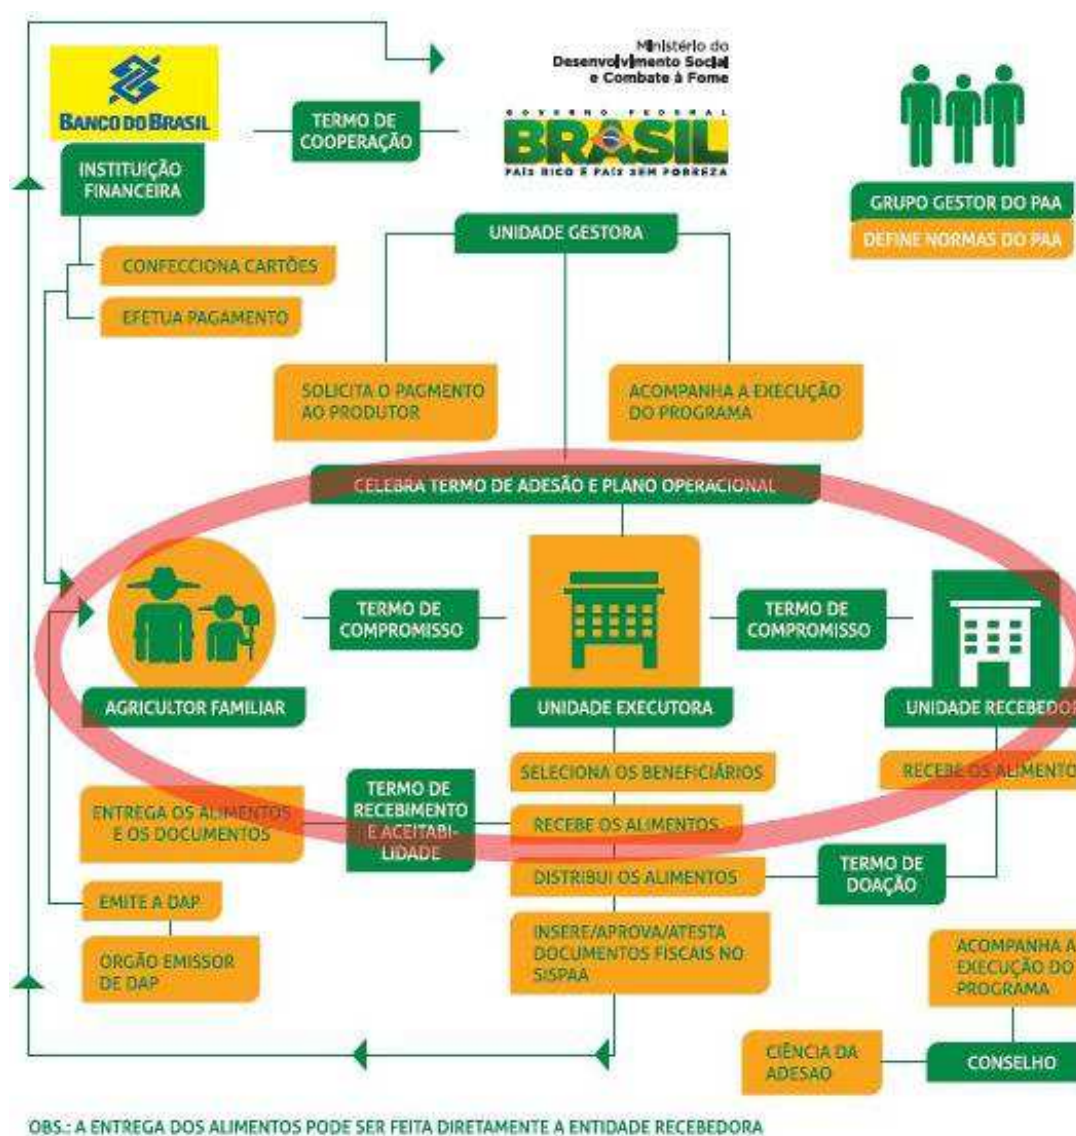 Ministério do
Desenvolvimento Social
e Combate à Fome
BANCO DO BRASIL
TERMO DE
COOPERAÇÃO
GOVERNO FEDERAL
BRASIL
PAÍS RICO É PAÍS SEM POBREZA
INSTITUIÇÃO
FINANCEIRA
GRUPO GESTOR DO PAA
DEFINE NORMAS DO PAA
UNIDADE GESTORA
CONFECCIONA CARTÕES
EFETUA PAGAMENTO
SOLICITA O PAGMENTO
AO PRODUTOR
ACOMPANHA A EXECUÇÃO
DO PROGRAMA
CELEBRA TERMO DE ADESÃO E PLANO OPERACIONAL
TERMO DE
COMPROMISSO
TERMO DE
COMPROMISSO
AGRICULTOR FAMILIAR
UNIDADE EXECUTORA
UNIDADE RECEBEDOR
SELECIONA OS BENEFICIÁRIOS
RECEBE OS ALIMENTO
ENTREGA OS ALIMENTOS
E OS DOCUMENTOS
TERMO DE
RECEBIMENTO
E ACEITABI-
LIDADE
RECEBE OS ALIMENTOS
DISTRIBUI OS ALIMENTOS
TERMO DE
DOAÇÃO
EMITE A DAP
ORGÃO EMISSOR
DE DAP
INSERE/APROVA/ATESTA
DOCUMENTOS FISCAIS NO
SISPAA
ACOMPANHA A
EXECUÇÃO DO
PROGRAMA
CIÊNCIA DA
ADESAO
CONSELHO
OBS.: A ENTREGA DOS ALIMENTOS PODE SER FEITA DIRETAMENTE A ENTIDADE RECEBEDORA